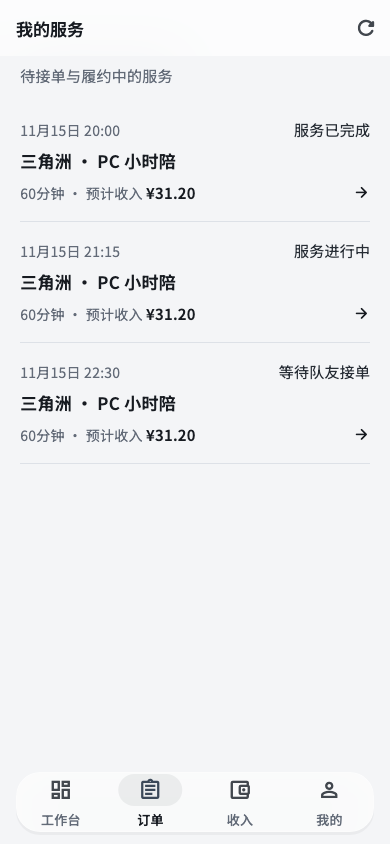 我的服务
待接单与履约中的服务
11月15日 20:00 服务已完成
三角洲 · PC 小时陪
60分钟 · 预计收入 ¥31.20
11月15日 21:15 服务进行中
三角洲 · PC 小时陪
60分钟 · 预计收入 ¥31.20
11月15日 22:30 等待队友接单
三角洲 · PC 小时陪
60分钟 · 预计收入 ¥31.20
工作台 订单 收入 我的